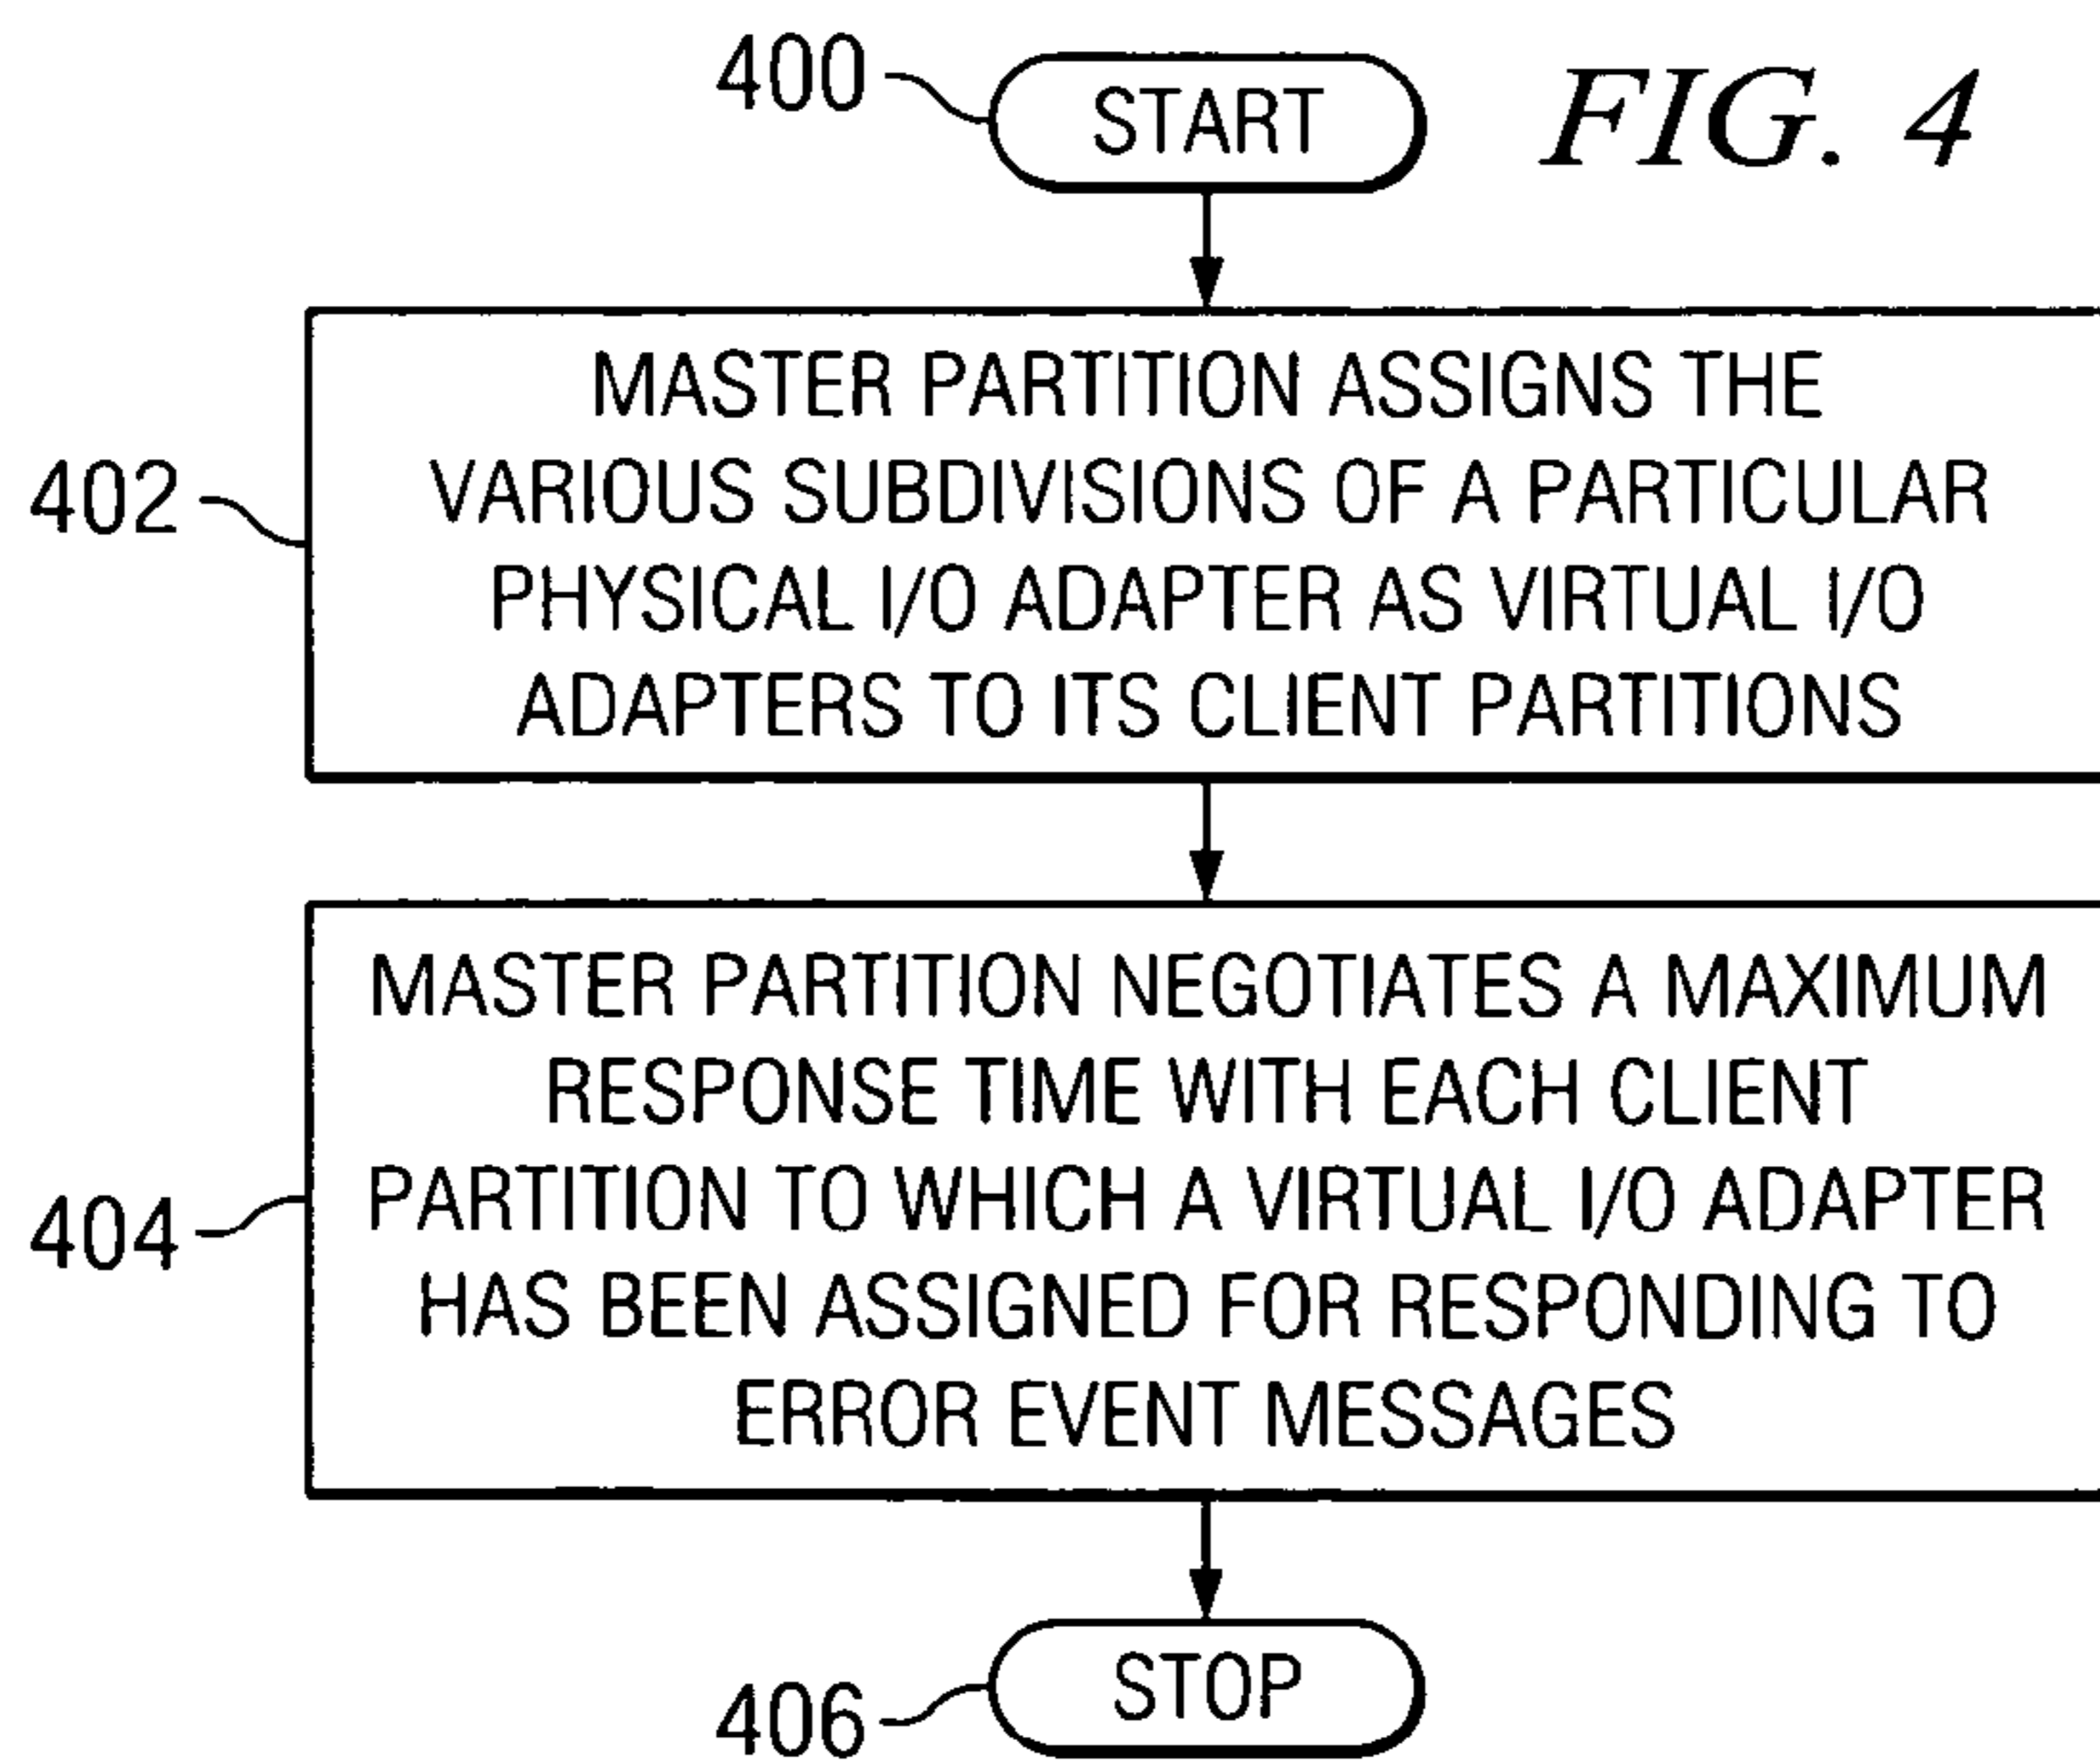 400
START
FIG. 4
402
MASTER PARTITION ASSIGNS THE
VARIOUS SUBDIVISIONS OF A PARTICULAR
PHYSICAL I/O ADAPTER AS VIRTUAL I/O
ADAPTERS TO ITS CLIENT PARTITIONS
404
MASTER PARTITION NEGOTIATES A MAXIMUM
RESPONSE TIME WITH EACH CLIENT
PARTITION TO WHICH A VIRTUAL I/O ADAPTER
HAS BEEN ASSIGNED FOR RESPONDING TO
ERROR EVENT MESSAGES
406
STOP